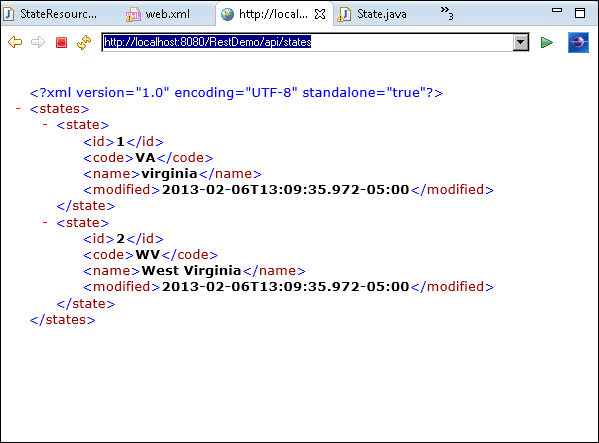 StateResourc... web.xml http://local... State.java »3
http://localhost:8080/RestDemo/api/states
<?xml version="1.0" encoding="UTF-8" standalone="true"?>
- <states>
- <state>
<id>1</id>
<code>VA</code>
<name>virginia</name>
<modified>2013-02-06T13:09:35.972-05:00</modified>
</state>
- <state>
<id>2</id>
<code>WV</code>
<name>West Virginia</name>
<modified>2013-02-06T13:09:35.972-05:00</modified>
</state>
</states>